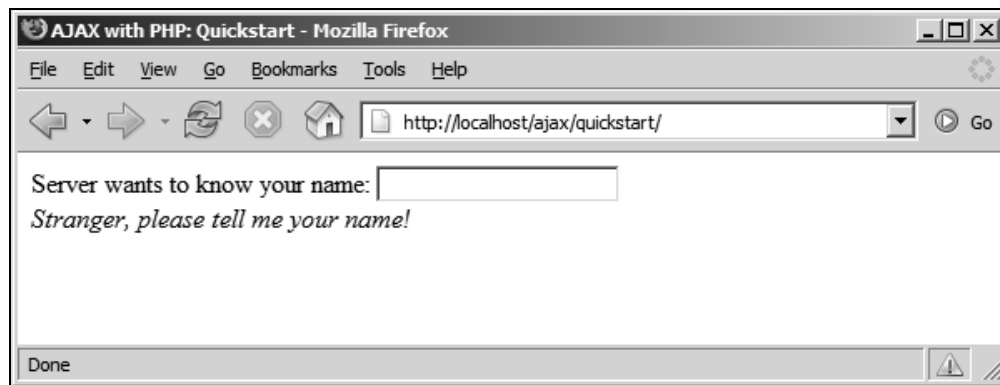 AJAX with PHP: Quickstart - Mozilla Firefox
File Edit View Go Bookmarks Tools Help
http://localhost/ajax/quickstart/ Go
Server wants to know your name:
Stranger, please tell me your name!
Done